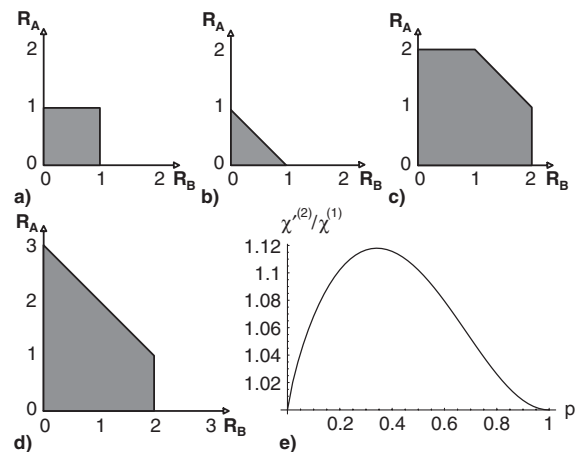 R_A
2
1
0
0 1 2 R_B
a)
R_A
2
1
0
0 1 2 R_B
b)
R_A
2
1
0
0 1 2 R_B
c)
R_A
3
2
1
0
0 1 2 3 R_B
d)
χ'^(2)/χ^(1)
1.12
1.1
1.08
1.06
1.04
1.02
0.2 0.4 0.6 0.8 1 p
e)